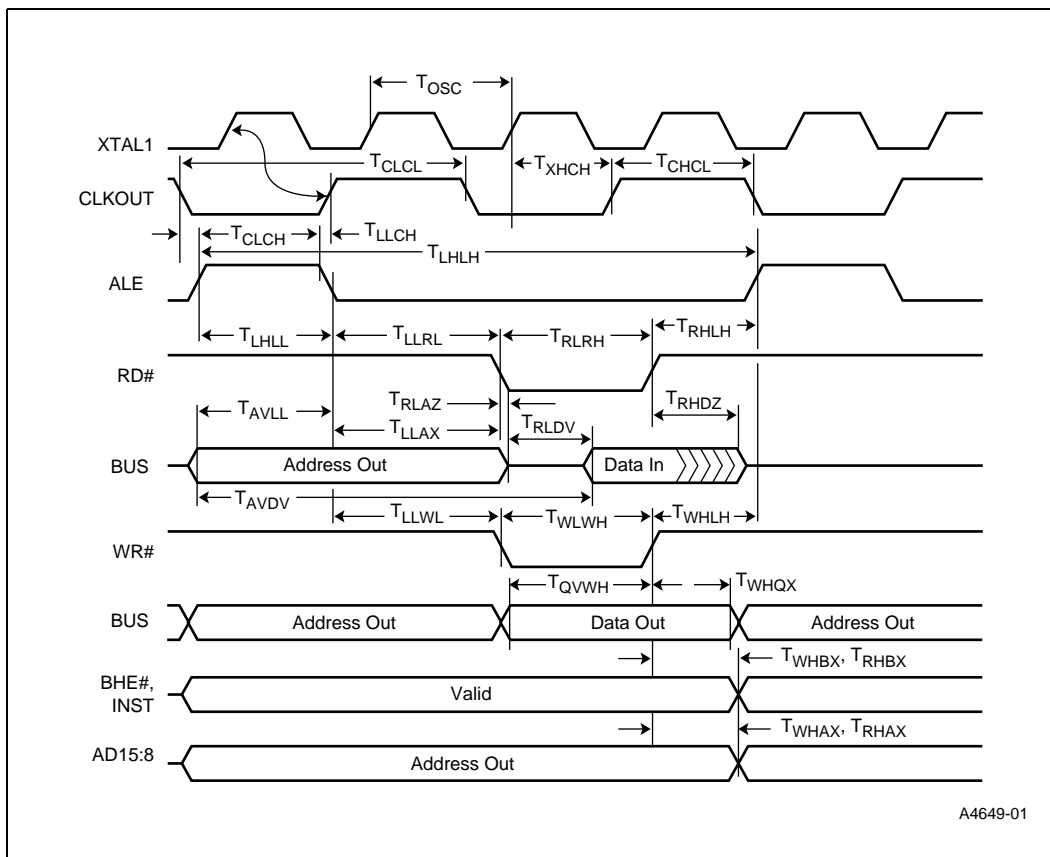 TOSC
XTAL1
TCLCL
TXHCH
TCHCL
CLKOUT
TCLCH
TLLCH
TLHLH
ALE
TLHLL
TLLRL
TRLRH
TRHLH
RD#
TRLAZ
TRHDZ
TAVLL
TLLAX
TRLDV
BUS
Address Out
Data In
TAVDV
TLLWL
TWLWH
TWHLH
WR#
TQVWH
TWHQX
BUS
Address Out
Data Out
Address Out
TWHBX, TRHBX
BHE#,
INST
Valid
TWHAX, TRHAX
AD15:8
Address Out
A4649-01